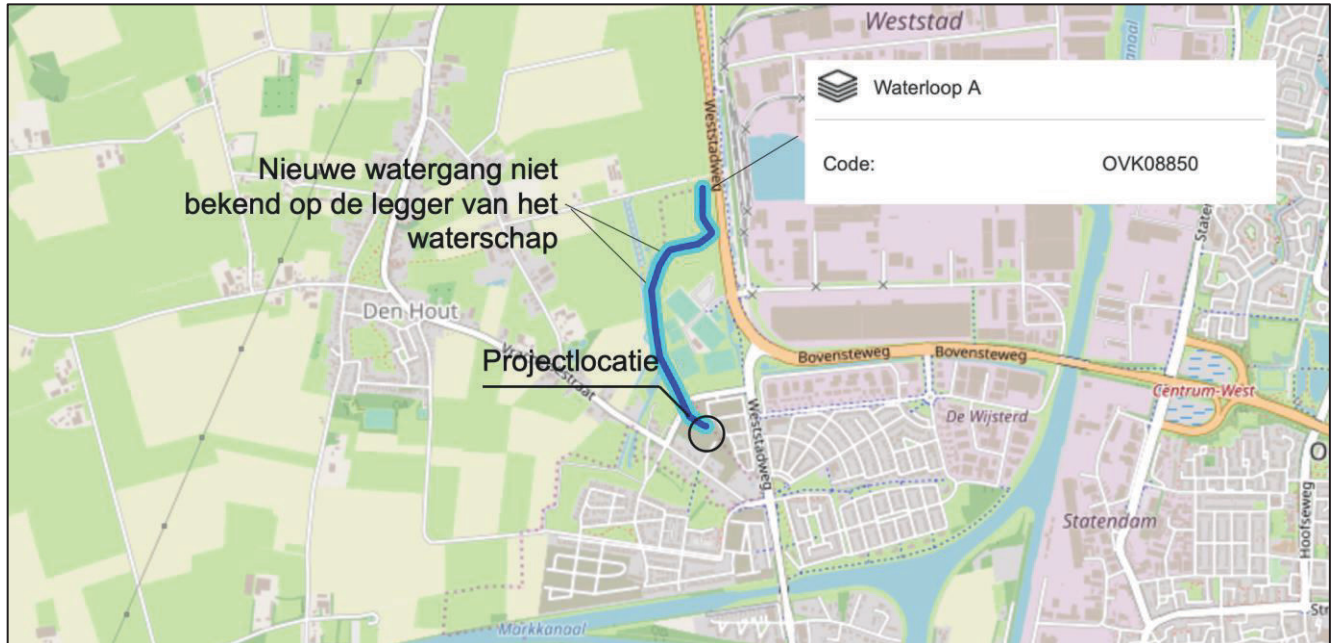 Weststad
Waterloop A
Code: OVK08850
Weststadweg
Nieuwe watergang niet
bekend op de legger van het
waterschap
Den Hout
Projectlocatie
Bovensteweg
Bovensteweg
Centrum-West
De Wijsterd
Weststadweg
Statendam
Hoofseweg
Markkanaal